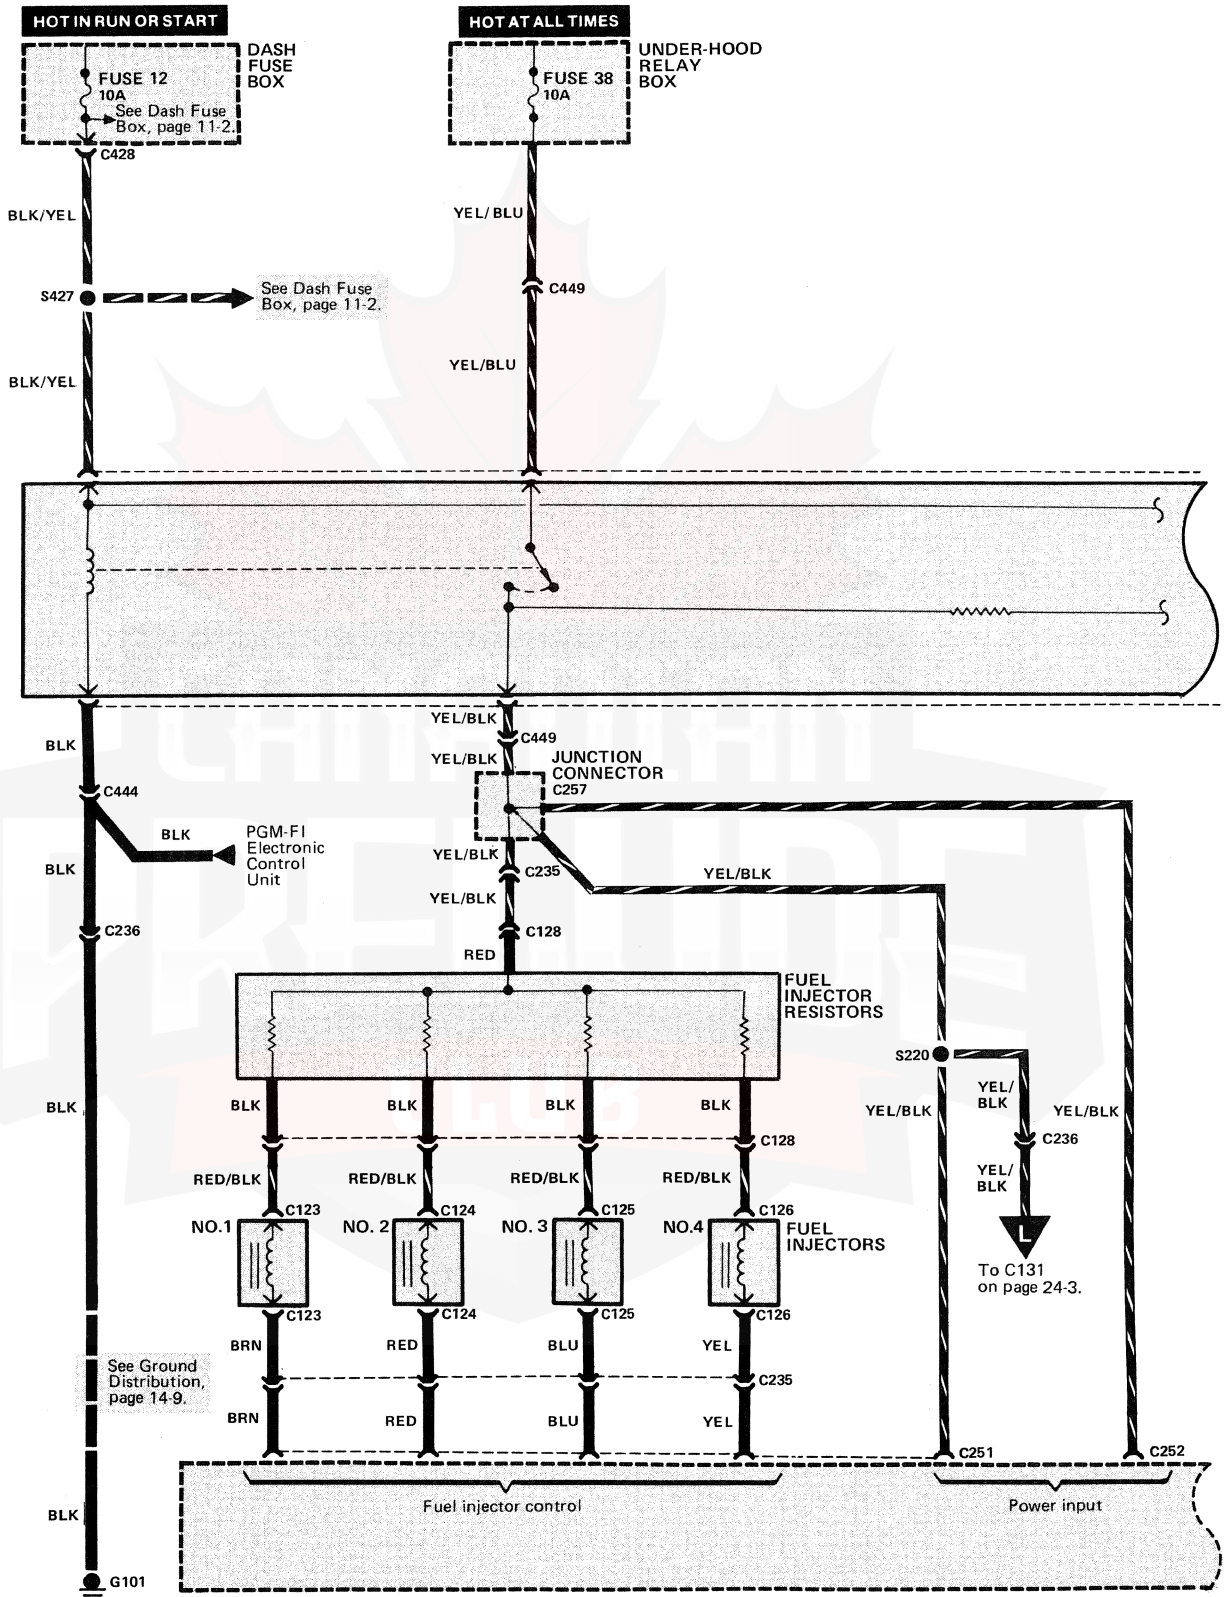 HOT IN RUN OR START
HOT AT ALL TIMES
DASH
FUSE
BOX
FUSE 12
10A
See Dash Fuse
Box, page 11-2.
C428
UNDER-HOOD
RELAY
BOX
FUSE 38
10A
BLK/YEL
YEL/BLU
S427
See Dash Fuse
Box, page 11-2.
C449
BLK/YEL
YEL/BLU
CANADIAN
PRELUDE
CLUB
BLK
YEL/BLK
C449
YEL/BLK
JUNCTION
CONNECTOR
C257
C444
BLK
PGM-FI
Electronic
Control
Unit
BLK
YEL/BLK
C235
YEL/BLK
YEL/BLK
C236
C128
RED
FUEL
INJECTOR
RESISTORS
S220
YEL/
BLK
BLK
BLK
BLK
BLK
BLK
YEL/BLK
YEL/BLK
C128
C236
RED/BLK
RED/BLK
RED/BLK
RED/BLK
YEL/
BLK
NO.1
C123
NO. 2
C124
NO. 3
C125
NO.4
C126
FUEL
INJECTORS
L
To C131
on page 24-3.
C123
C124
C125
C126
BRN
RED
BLU
YEL
See Ground
Distribution,
page 14-9.
C235
BRN
RED
BLU
YEL
C251
C252
Fuel injector control
Power input
BLK
G101